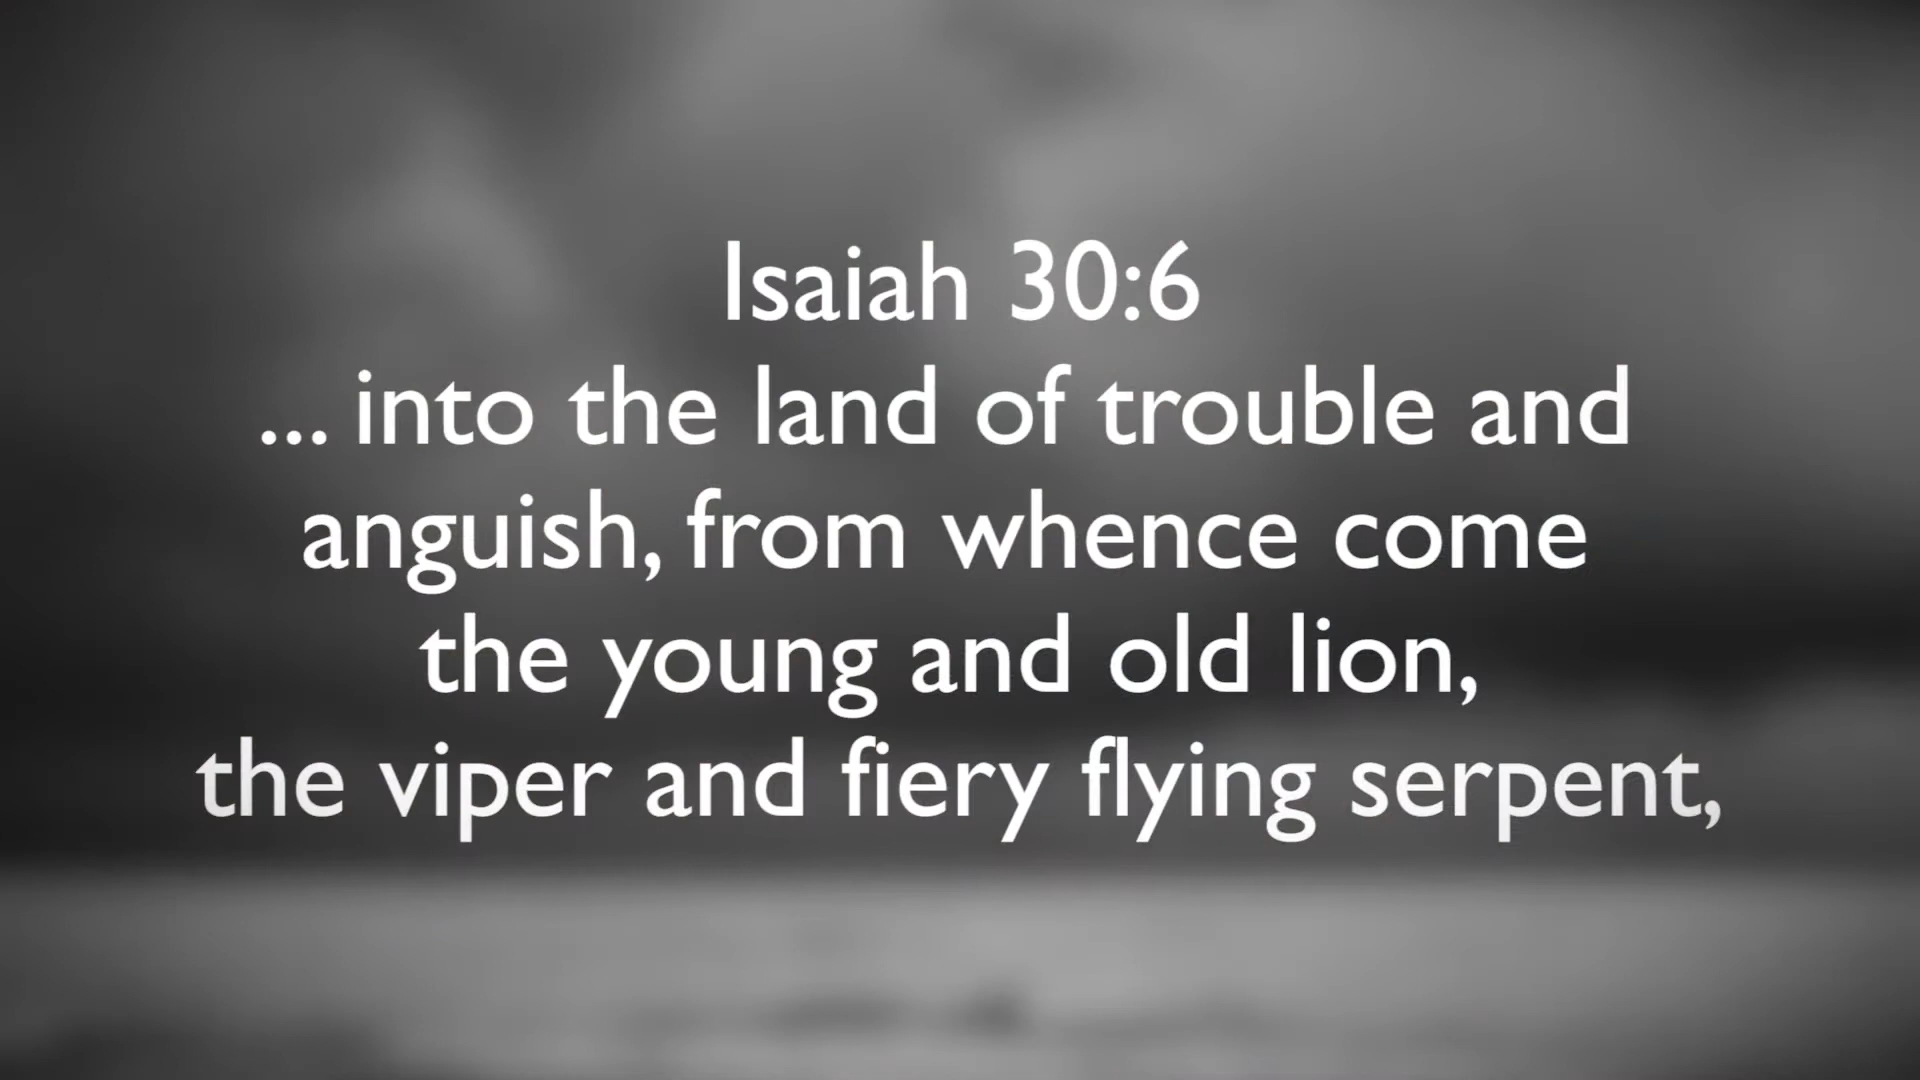 Isaiah 30:6
... into the land of trouble and
anguish, from whence come
the young and old lion,
the viper and fiery flying serpent,